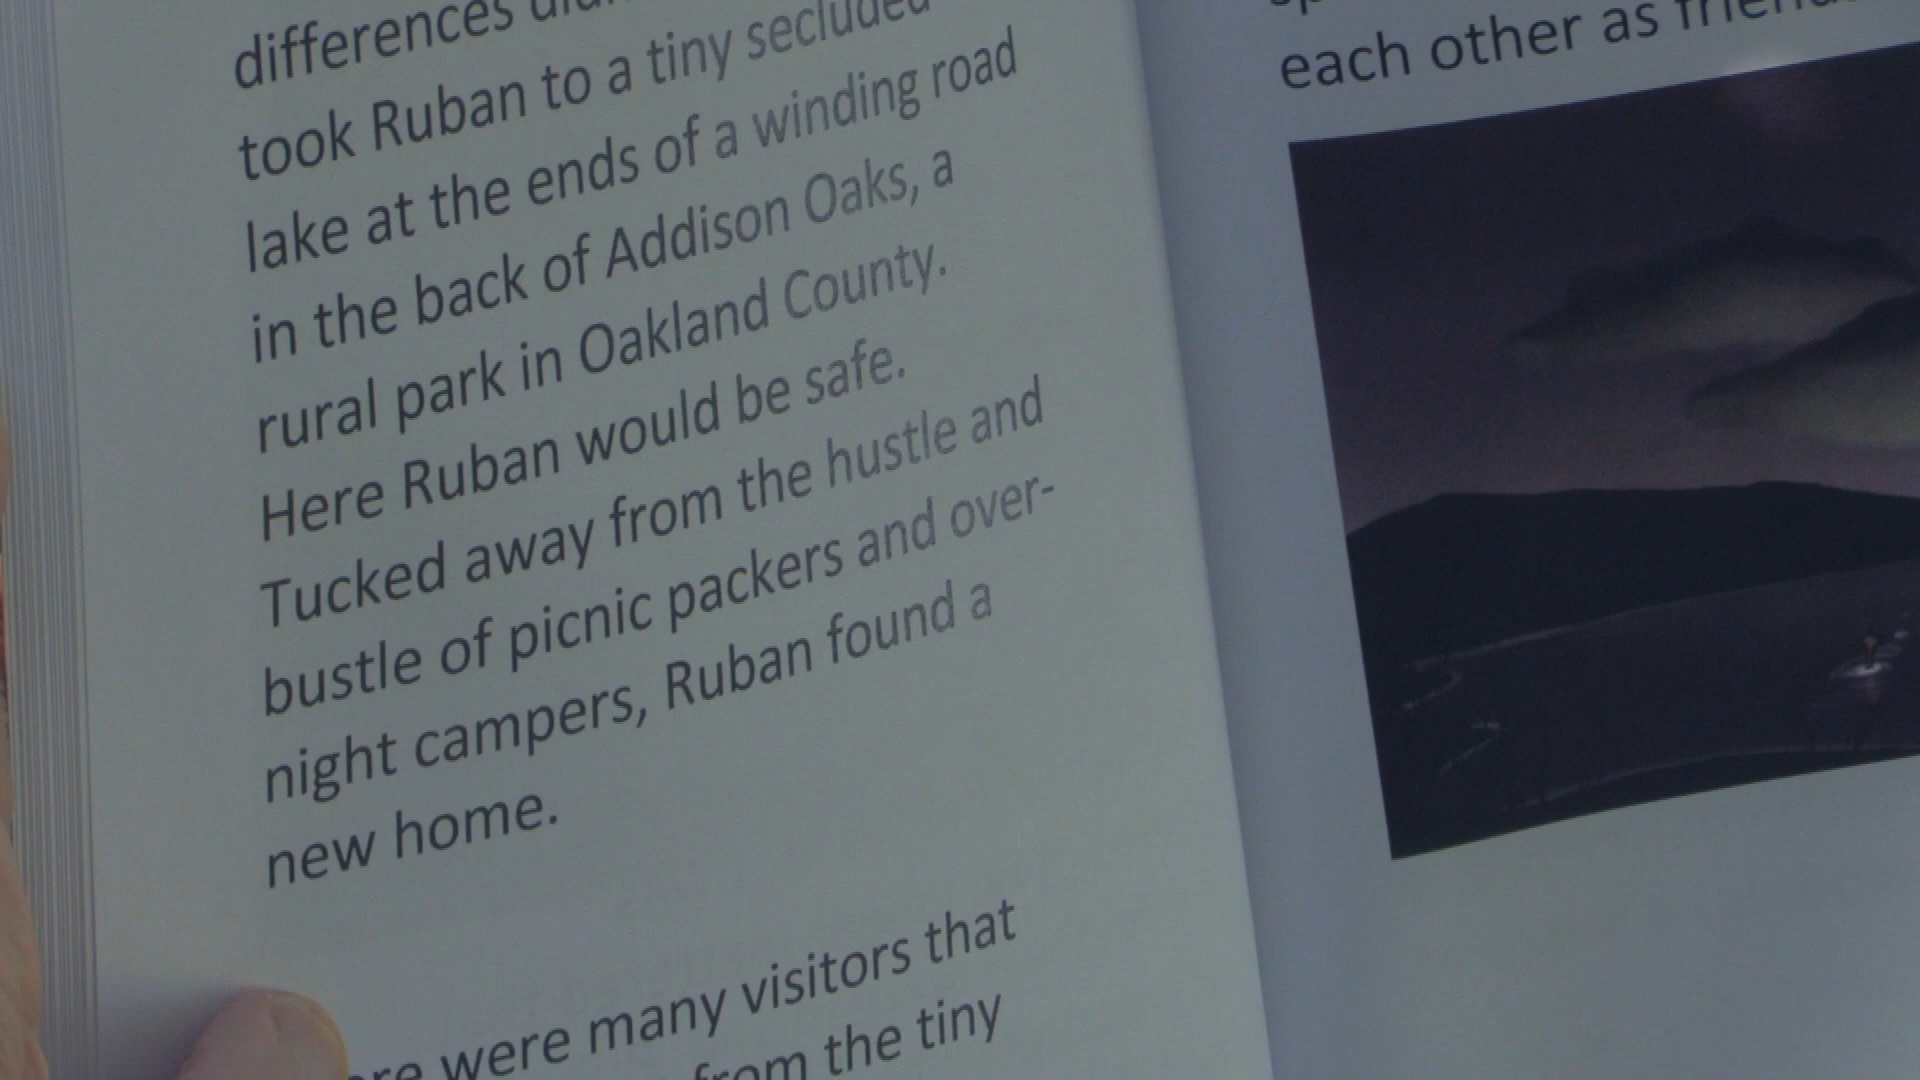 differences
took Ruban to a tiny secluded
lake at the ends of a winding road
in the back of Addison Oaks, a
rural park in Oakland County.
Here Ruban would be safe.
Tucked away from the hustle and
bustle of picnic packers and over-
night campers, Ruban found a
new home.
were many visitors that
from the tiny
each other as